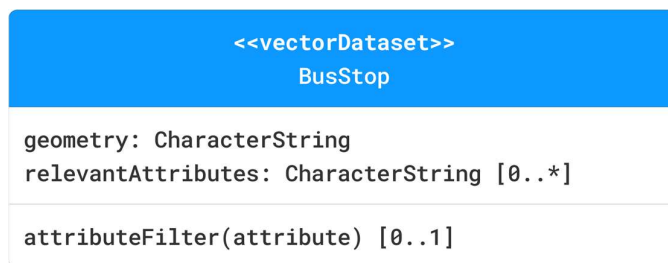 <<vectorDataset>>
BusStop
geometry: CharacterString
relevantAttributes: CharacterString [0..*]
attributeFilter(attribute) [0..1]